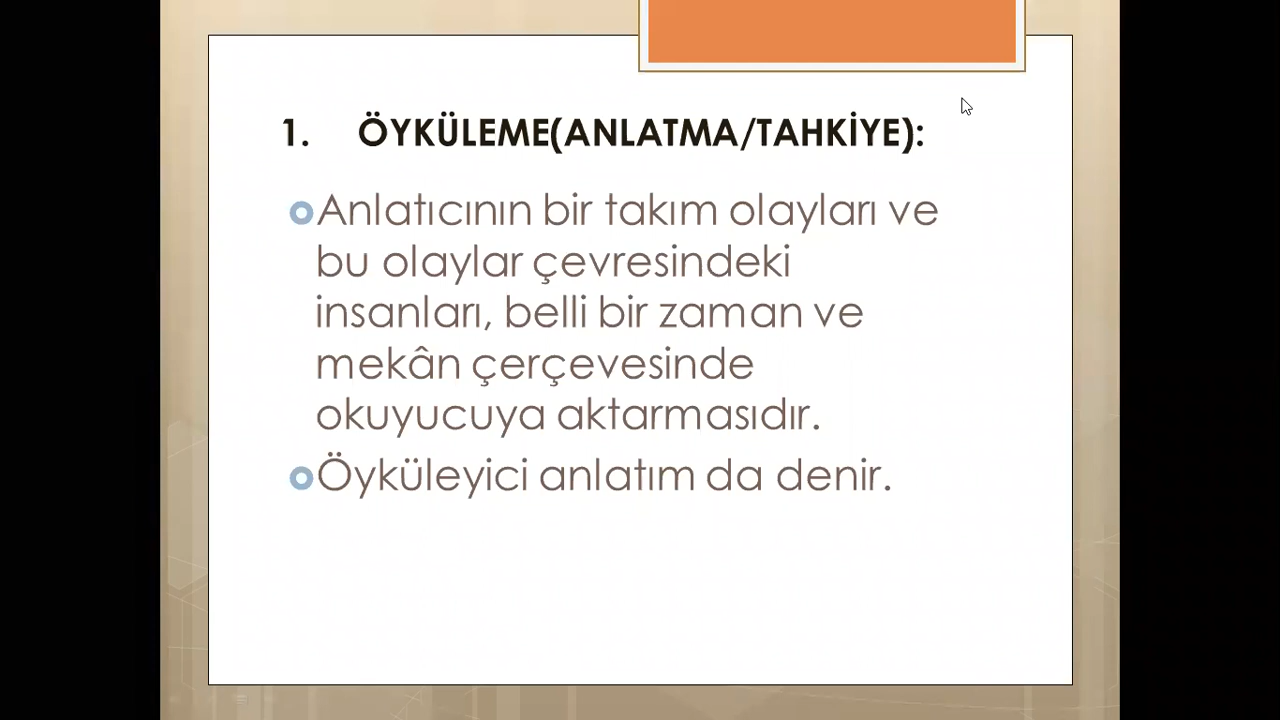 1. ÖYKÜLEME(ANLATMA/TAHKİYE):
Anlatıcının bir takım olayları ve
bu olaylar çevresindeki
insanları, belli bir zaman ve
mekân çerçevesinde
okuyucuya aktarmasıdır.
Öyküleyici anlatım da denir.